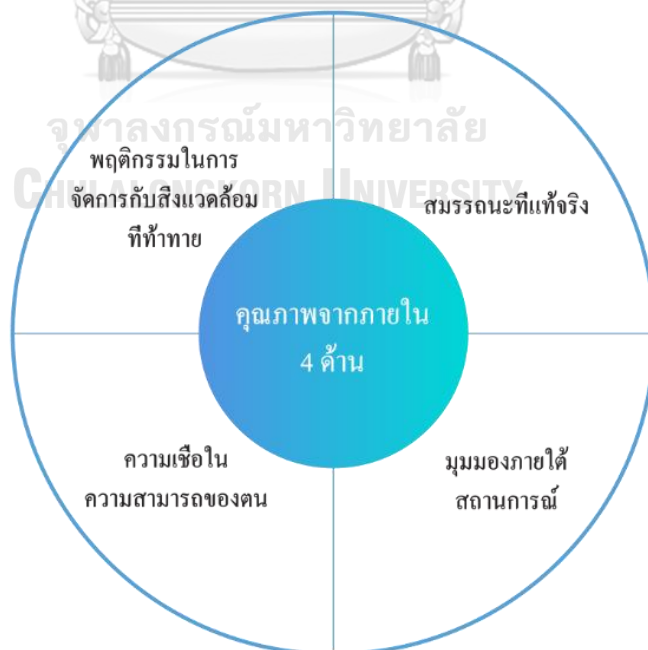 จุฬาลงกรณ์มหาวิทยาลัย
CHULALONGKORN UNIVERSITY
พฤติกรรมในการ
จัดการกับสิ่งแวดล้อม
ที่ท้าทาย
สมรรถนะที่แท้จริง
คุณภาพจากภายใน
4 ด้าน
ความเชื่อใน
ความสามารถของตน
มุมมองภายใต้
สถานการณ์